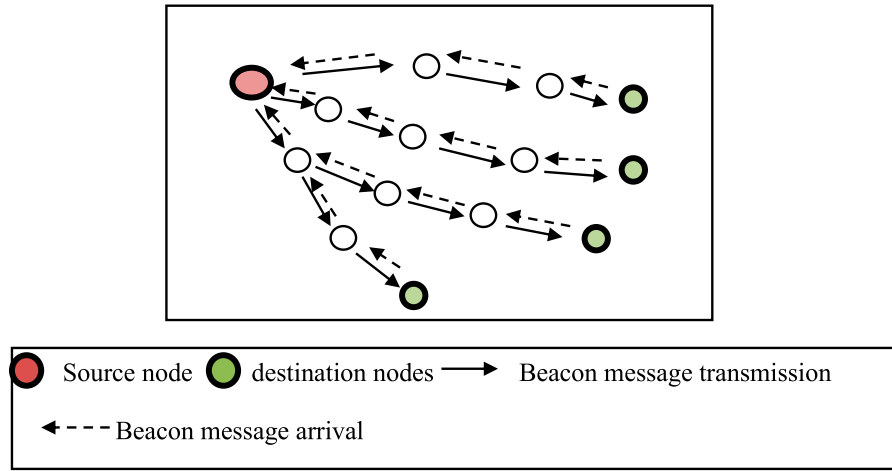 Source node destination nodes Beacon message transmission
Beacon message arrival